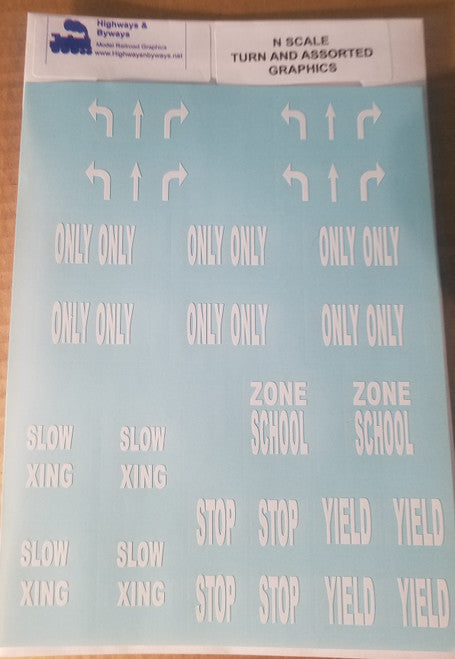 Highways &
Byways
Model Railroad Graphics
www.Highwaysnbyways.net
N SCALE
TURN AND ASSORTED
GRAPHICS
ONLY ONLY ONLY ONLY ONLY ONLY
ONLY ONLY ONLY ONLY ONLY ONLY
ZONE ZONE
SCHOOL SCHOOL
SLOW SLOW
XING XING
STOP STOP YIELD YIELD
SLOW SLOW
XING XING STOP STOP YIELD YIELD